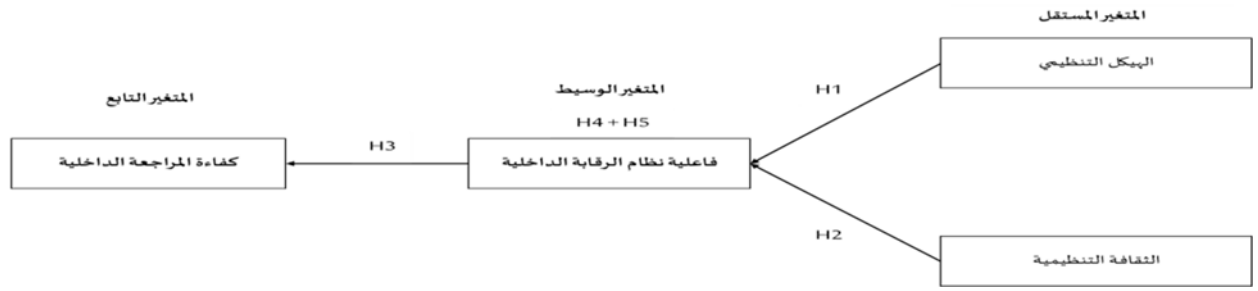 المتغير المستقل
الهيكل التنظيمي
H1
المتغير الوسيط
H4 + H5
فاعلية نظام الرقابة الداخلية
H3
المتغير التابع
كفاءة المراجعة الداخلية
H2
الثقافة التنظيمية